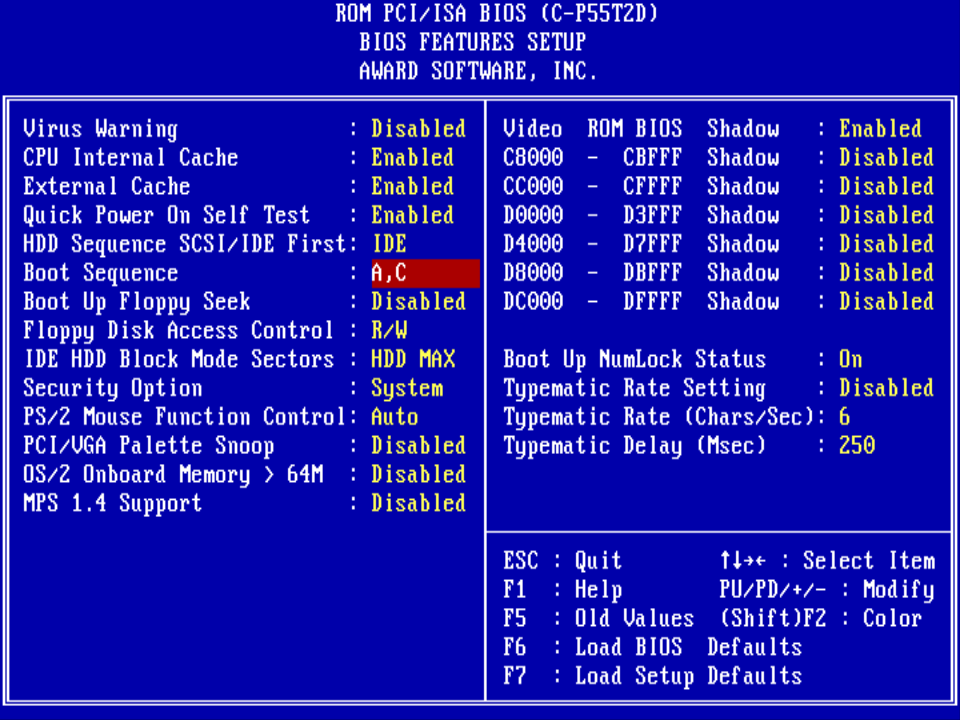 ROM PCI/ISA BIOS (C-P55T2D)
BIOS FEATURES SETUP
AWARD SOFTWARE, INC.
Virus Warning : Disabled
CPU Internal Cache : Enabled
External Cache : Enabled
Quick Power On Self Test : Enabled
HDD Sequence SCSI/IDE First: IDE
Boot Sequence : A,C
Boot Up Floppy Seek : Disabled
Floppy Disk Access Control : R/W
IDE HDD Block Mode Sectors : HDD MAX
Security Option : System
PS/2 Mouse Function Control: Auto
PCI/VGA Palette Snoop : Disabled
OS/2 Onboard Memory > 64M : Disabled
MPS 1.4 Support : Disabled
Video ROM BIOS Shadow : Enabled
C8000 - CBFFF Shadow : Disabled
CC000 - CFFFF Shadow : Disabled
D0000 - D3FFF Shadow : Disabled
D4000 - D7FFF Shadow : Disabled
D8000 - DBFFF Shadow : Disabled
DC000 - DFFFF Shadow : Disabled
Boot Up NumLock Status : On
Typematic Rate Setting : Disabled
Typematic Rate (Chars/Sec): 6
Typematic Delay (Msec) : 250
ESC : Quit ↑↓→← : Select Item
F1 : Help PU/PD/+/- : Modify
F5 : Old Values (Shift)F2 : Color
F6 : Load BIOS Defaults
F7 : Load Setup Defaults